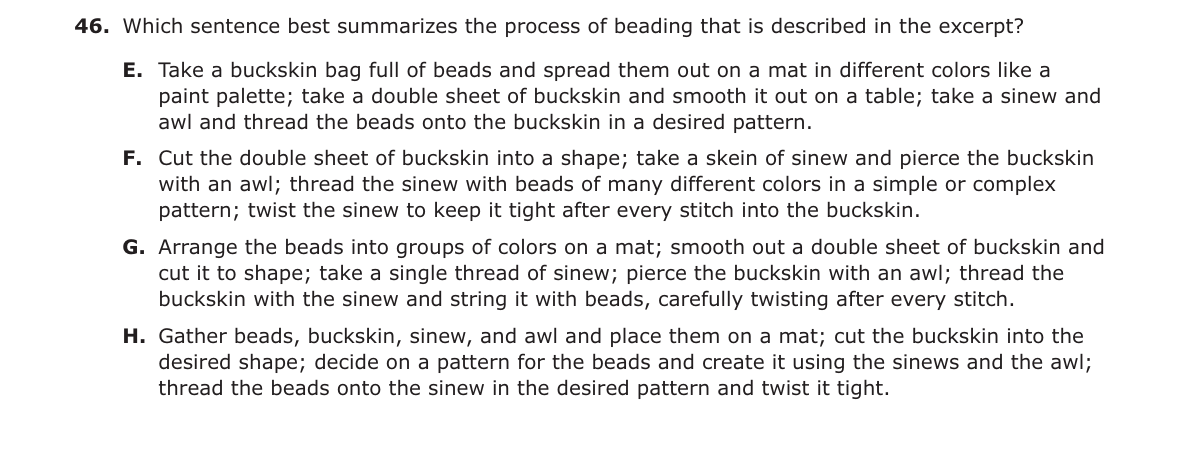 46. Which sentence best summarizes the process of beading that is described in the excerpt?
E. Take a buckskin bag full of beads and spread them out on a mat in different colors like a
paint palette; take a double sheet of buckskin and smooth it out on a table; take a sinew and
awl and thread the beads onto the buckskin in a desired pattern.
F. Cut the double sheet of buckskin into a shape; take a skein of sinew and pierce the buckskin
with an awl; thread the sinew with beads of many different colors in a simple or complex
pattern; twist the sinew to keep it tight after every stitch into the buckskin.
G. Arrange the beads into groups of colors on a mat; smooth out a double sheet of buckskin and
cut it to shape; take a single thread of sinew; pierce the buckskin with an awl; thread the
buckskin with the sinew and string it with beads, carefully twisting after every stitch.
H. Gather beads, buckskin, sinew, and awl and place them on a mat; cut the buckskin into the
desired shape; decide on a pattern for the beads and create it using the sinews and the awl;
thread the beads onto the sinew in the desired pattern and twist it tight.